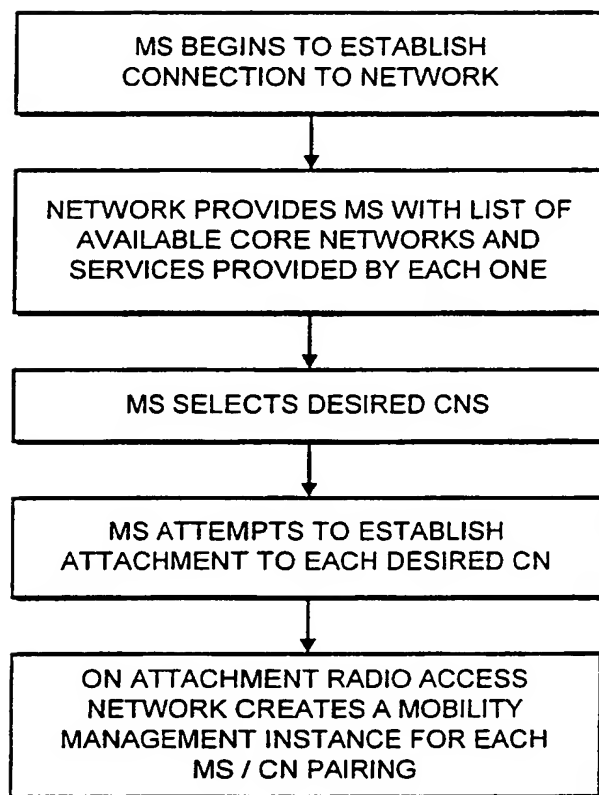 MS BEGINS TO ESTABLISH
CONNECTION TO NETWORK
NETWORK PROVIDES MS WITH LIST OF
AVAILABLE CORE NETWORKS AND
SERVICES PROVIDED BY EACH ONE
MS SELECTS DESIRED CNS
MS ATTEMPTS TO ESTABLISH
ATTACHMENT TO EACH DESIRED CN
ON ATTACHMENT RADIO ACCESS
NETWORK CREATES A MOBILITY
MANAGEMENT INSTANCE FOR EACH
MS / CN PAIRING